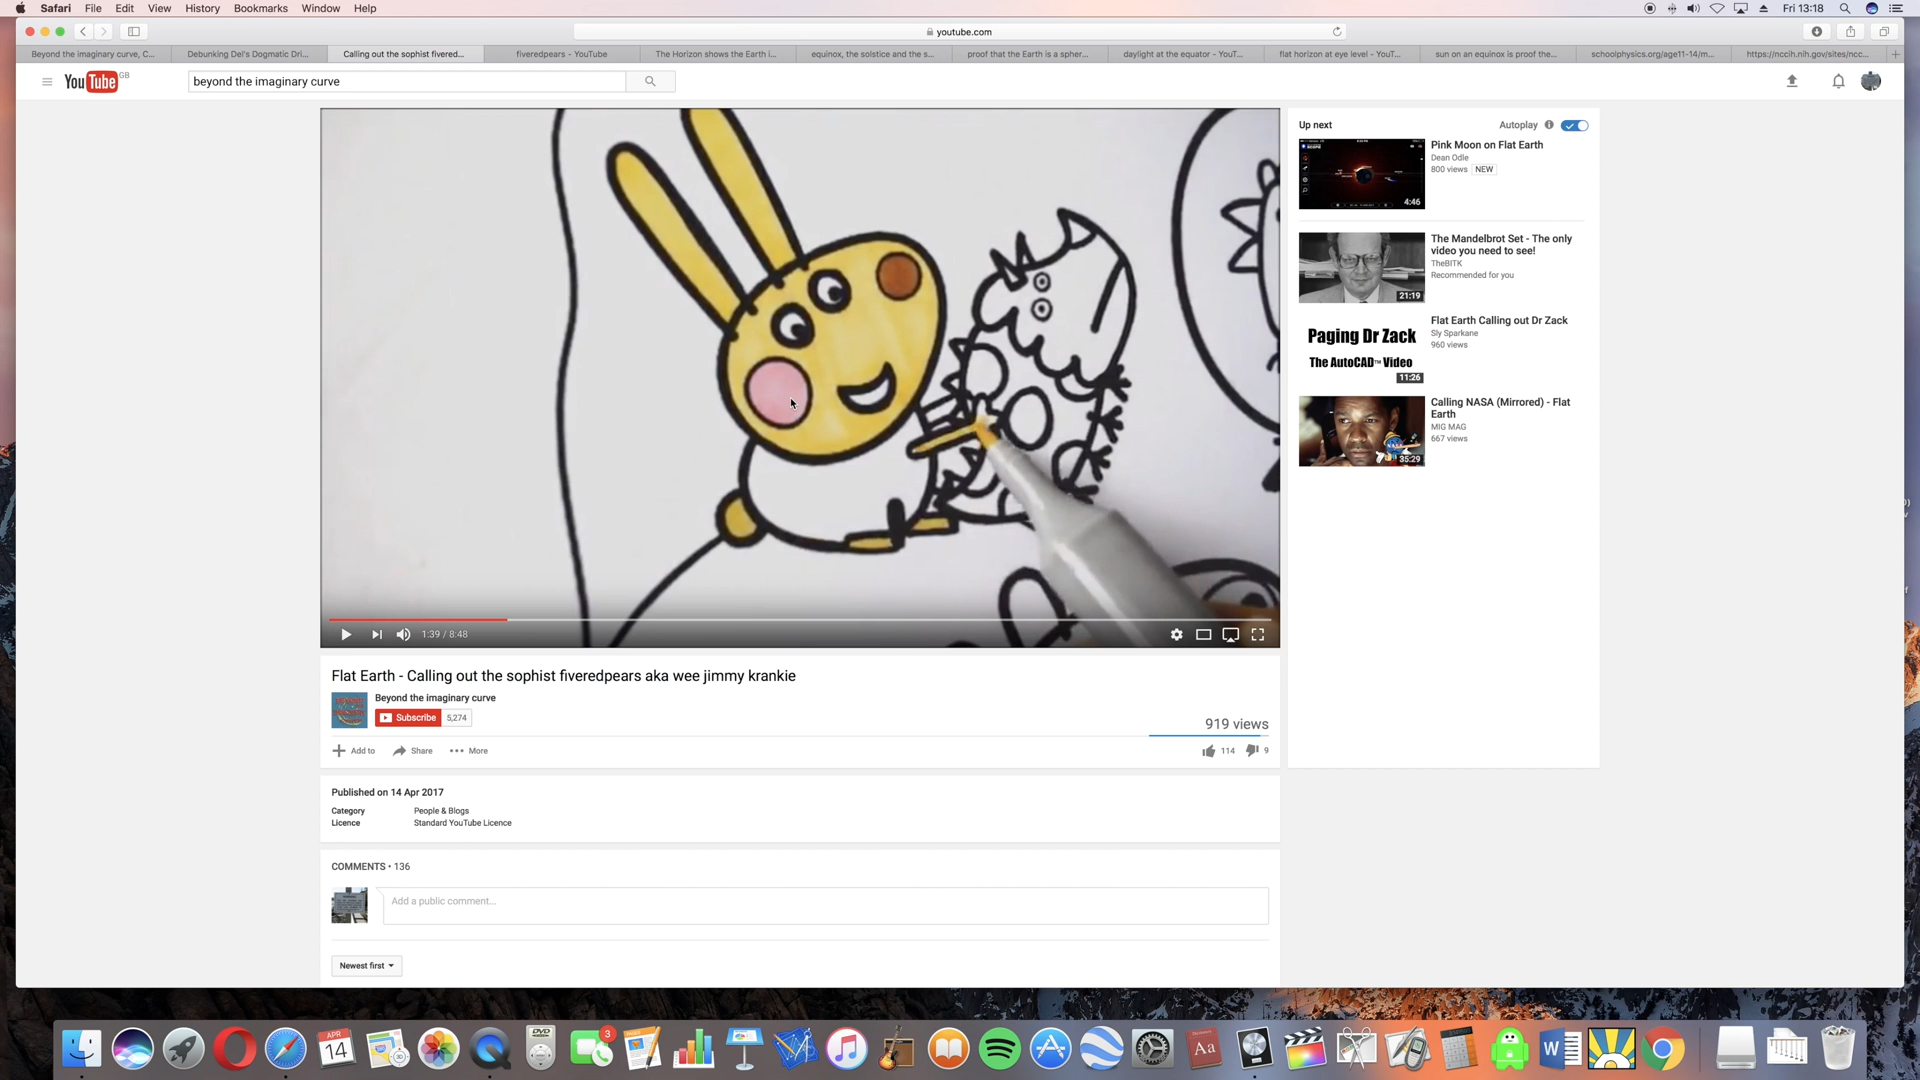 Safari File Edit View History Bookmarks Window Help Fri 13:18
youtube.com
Beyond the imaginary curve, C... Debunking Del's Dogmatic Dri... Calling out the sophist fivered... fiveredpears - YouTube The Horizon shows the Earth i... equinox, the solstice and the s... proof that the Earth is a spher... daylight at the equator - YouT... flat horizon at eye level - YouT... sun on an equinox is proof the... schoolphysics.org/age11-14/m... https://nccih.nih.gov/sites/ncc...
YouTube GB beyond the imaginary curve
Up next Autoplay
Pink Moon on Flat Earth
Dean Odle
800 views NEW
4:46
The Mandelbrot Set - The only
video you need to see!
TheBITK
Recommended for you
21:19
Flat Earth Calling out Dr Zack
Sly Sparkane
960 views
Paging Dr Zack
The AutoCAD™ Video
11:26
Calling NASA (Mirrored) - Flat
Earth
MIG MAG
667 views
35:29
1:39 / 8:48
Flat Earth - Calling out the sophist fiveredpears aka wee jimmy krankie
Beyond the imaginary curve
Subscribe 5,274
919 views
Add to Share More 114 9
Published on 14 Apr 2017
Category People & Blogs
Licence Standard YouTube Licence
COMMENTS • 136
Add a public comment...
Newest first
APR
14
3
DVD
PAGES
Aa
W